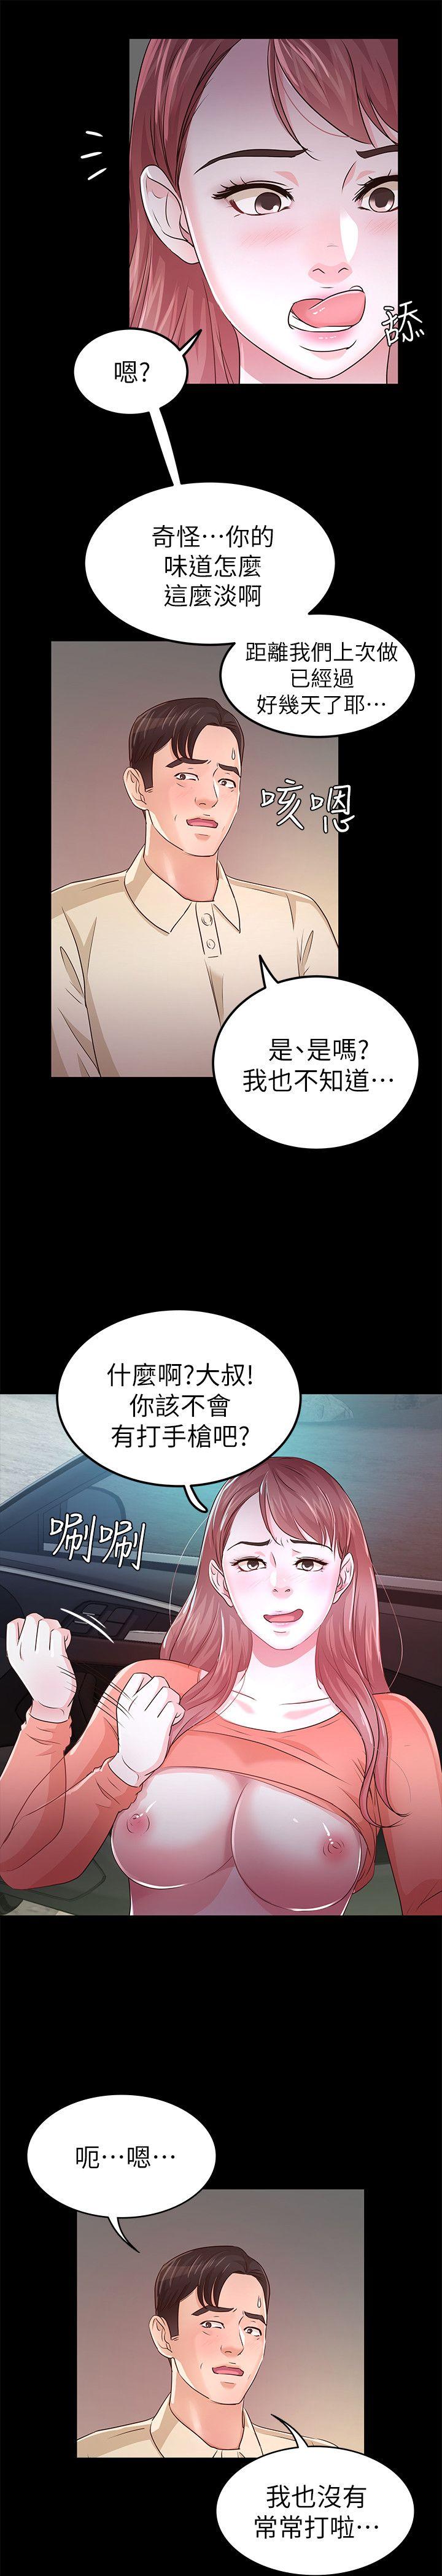 舔
嗯?
奇怪⋯你的
味道怎麼
這麼淡啊
距離我們上次做
已經過
好幾天了耶⋯
咳嗯
是、是嗎?
我也不知道⋯
什麼啊?大叔!
你該不會
有打手槍吧?
唰唰
呃⋯嗯⋯
我也沒有
常常打啦⋯